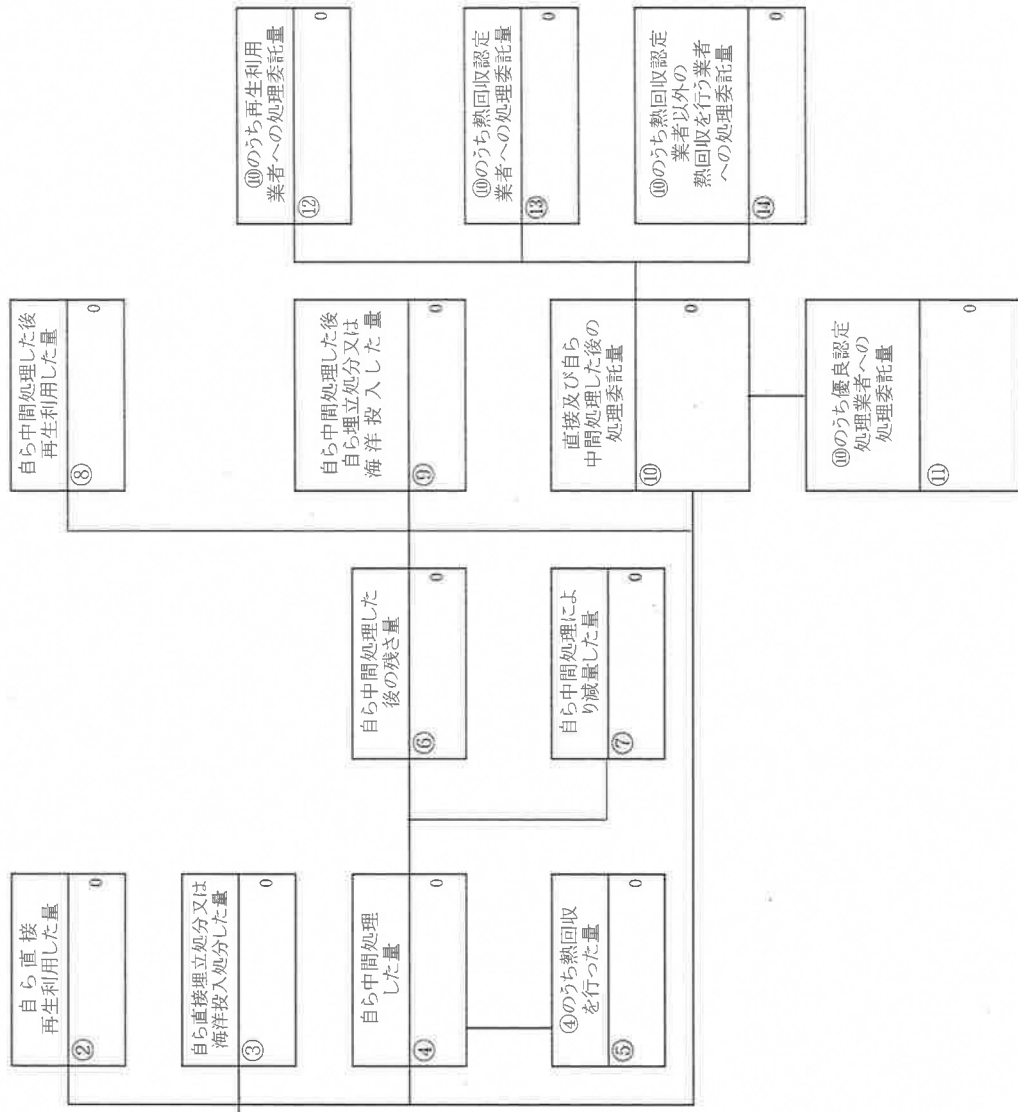 自ら直接
再生利用した量
②
0
自ら直接埋立処分又は
海洋投入処分した量
③
0
自ら中間処理
した量
④
0
④のうち熱回収
を行った量
⑤
0
自ら中間処理した
後の残さ量
⑥
0
自ら中間処理によ
り減量した量
⑦
0
自ら中間処理した後
再生利用した量
⑧
0
自ら中間処理した後
自ら埋立処分又は
海洋投入した量
⑨
0
直接及び自ら
中間処理した後の
処理委託量
⑩
0
⑩のうち優良認定
処理業者への
処理委託量
⑪
0
⑩のうち再生利用
業者への処理委託量
⑫
0
⑩のうち熱回収認定
業者への処理委託量
⑬
0
⑩のうち熱回収認定
業者以外の
熱回収を行う業者
への処理委託量
⑭
0